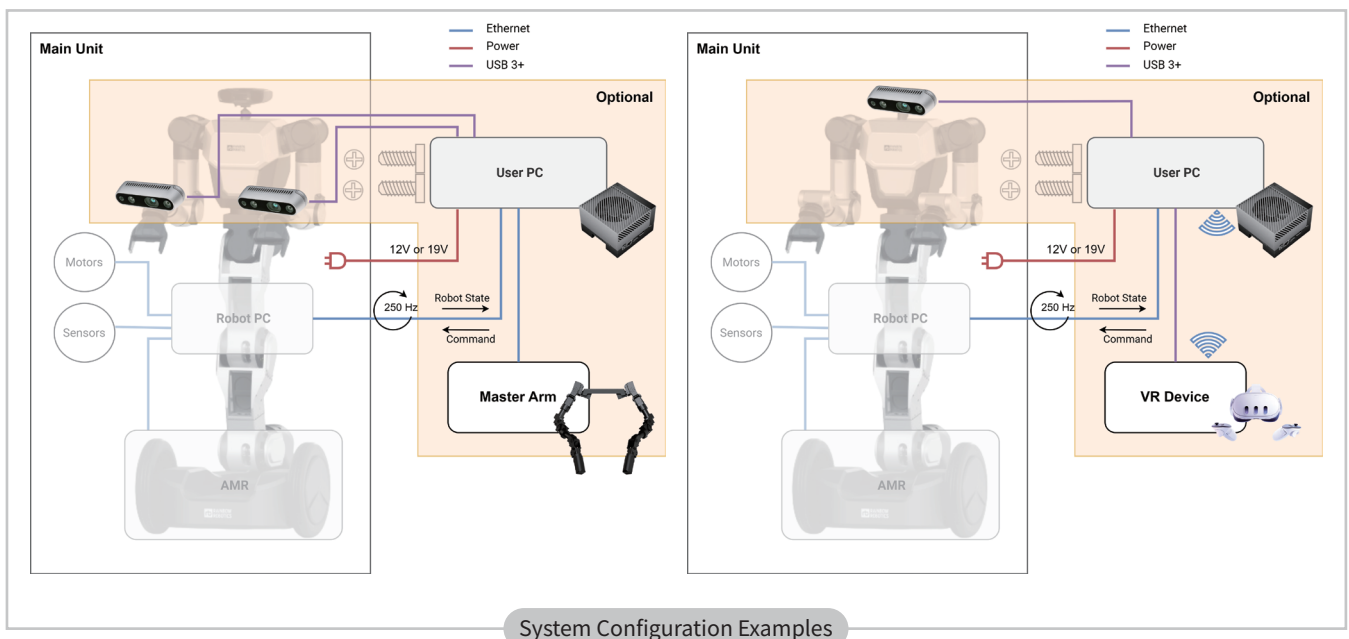 Main Unit
Ethernet
Power
USB 3+
Optional
User PC
12V or 19V
Motors
Sensors
Robot PC
250 Hz
Robot State
Command
Master Arm
AMR
Main Unit
Ethernet
Power
USB 3+
Optional
User PC
12V or 19V
Motors
Sensors
Robot PC
250 Hz
Robot State
Command
VR Device
AMR
System Configuration Examples